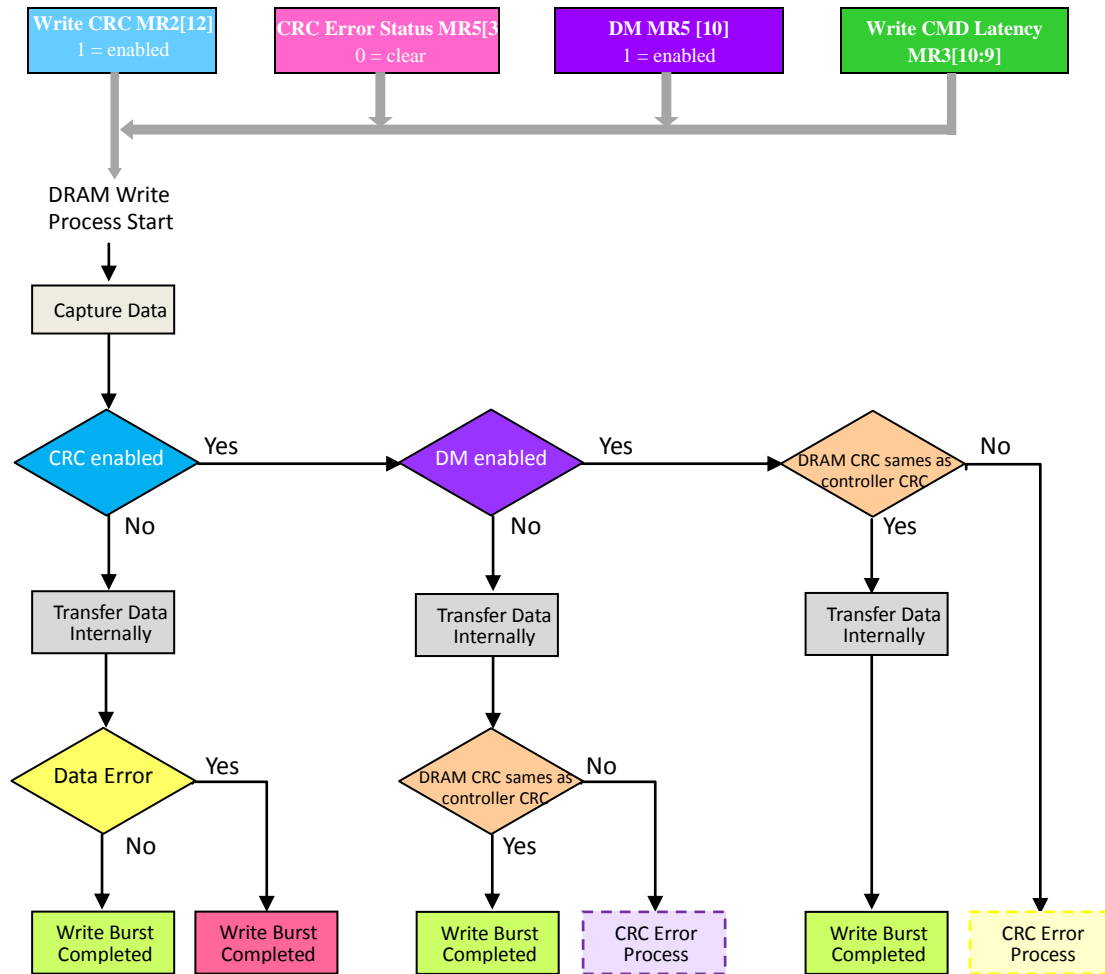 Write CRC MR2[12]
1 = enabled
CRC Error Status MR5[3
0 = clear
DM MR5 [10]
1 = enabled
Write CMD Latency
MR3[10:9]
DRAM Write
Process Start
Capture Data
CRC enabled
Yes
DM enabled
Yes
DRAM CRC sames as
controller CRC
No
No
No
Yes
Transfer Data
Internally
Transfer Data
Internally
Transfer Data
Internally
Data Error
Yes
DRAM CRC sames as
controller CRC
No
No
Yes
Write Burst
Completed
Write Burst
Completed
Write Burst
Completed
CRC Error
Process
Write Burst
Completed
CRC Error
Process